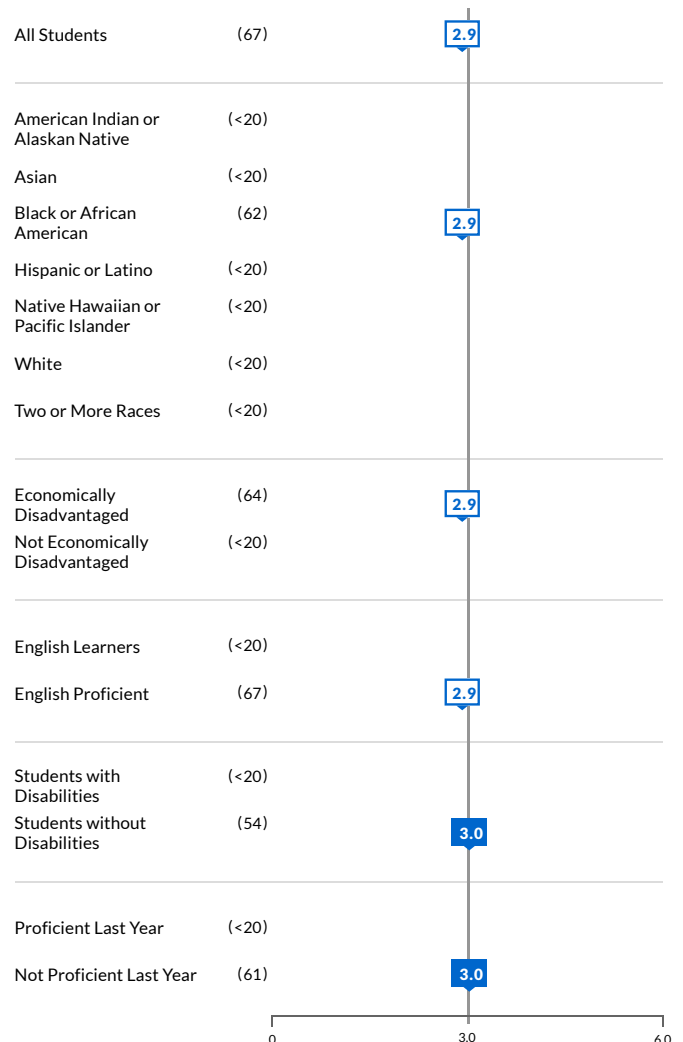 All Students (67) 2.9
American Indian or (<20)
Alaskan Native
Asian (<20)
Black or African (62) 2.9
American
Hispanic or Latino (<20)
Native Hawaiian or (<20)
Pacific Islander
White (<20)
Two or More Races (<20)
Economically (64) 2.9
Disadvantaged
Not Economically (<20)
Disadvantaged
English Learners (<20)
English Proficient (67) 2.9
Students with (<20)
Disabilities
Students without (54) 3.0
Disabilities
Proficient Last Year (<20)
Not Proficient Last Year (61) 3.0
0 3.0 6.0